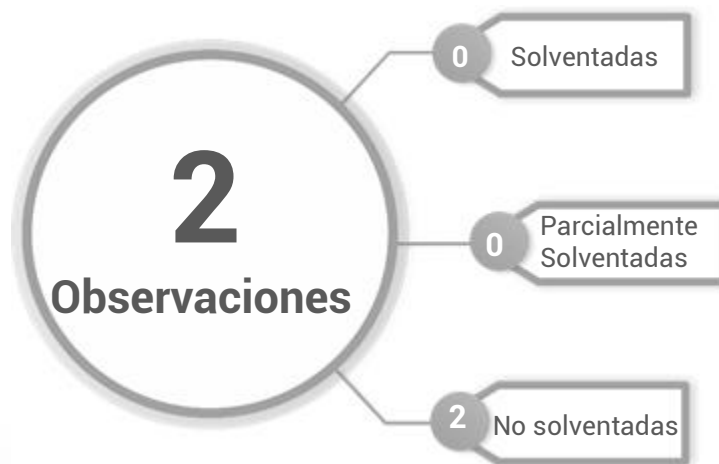 2
Observaciones
0
Solventadas
0
Parcialmente
Solventadas
2
No solventadas